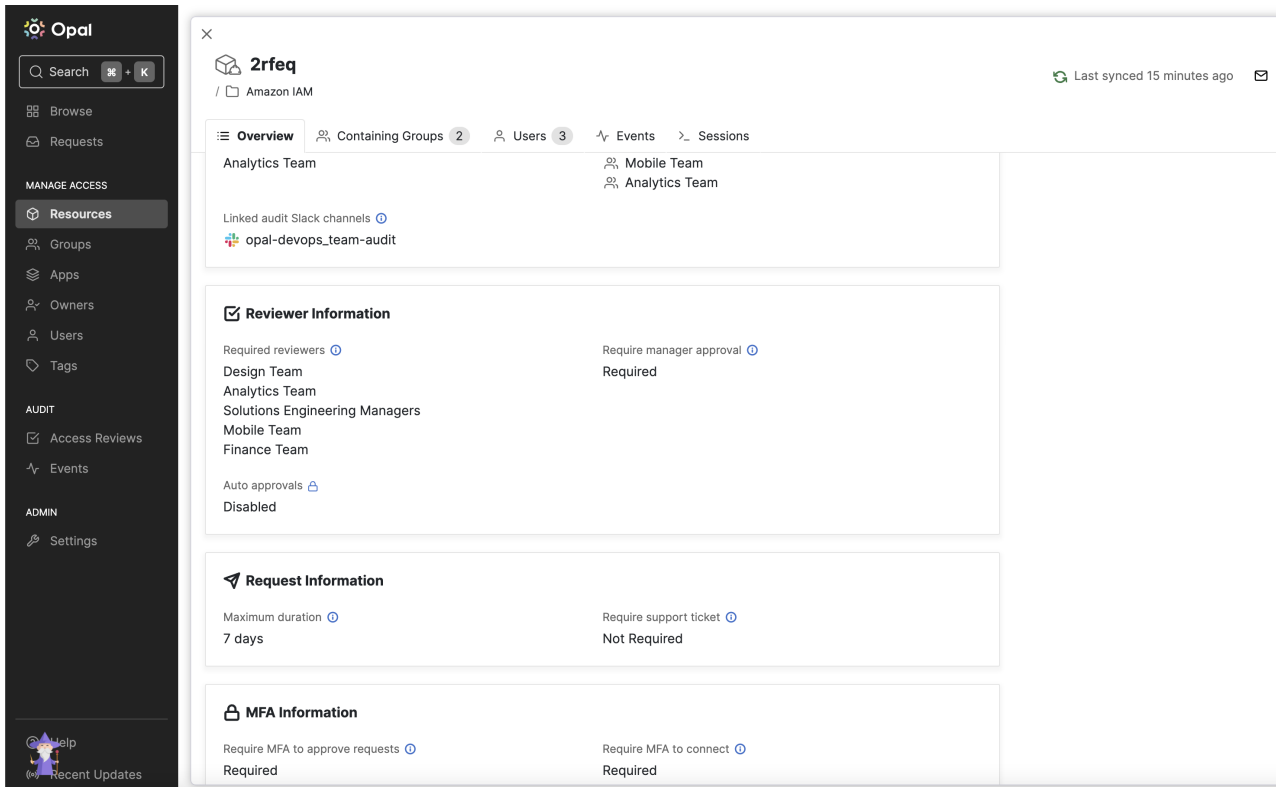 Opal
Search ⌘ + K
Browse
Requests
MANAGE ACCESS
Resources
Groups
Apps
Owners
Users
Tags
AUDIT
Access Reviews
Events
ADMIN
Settings
Help
Recent Updates
2rfeq
/ Amazon IAM
Last synced 15 minutes ago
Overview
Containing Groups 2
Users 3
Events
Sessions
Analytics Team
Mobile Team
Analytics Team
Linked audit Slack channels
opal-devops_team-audit
Reviewer Information
Required reviewers
Design Team
Analytics Team
Solutions Engineering Managers
Mobile Team
Finance Team
Require manager approval
Required
Auto approvals
Disabled
Request Information
Maximum duration
7 days
Require support ticket
Not Required
MFA Information
Require MFA to approve requests
Required
Require MFA to connect
Required